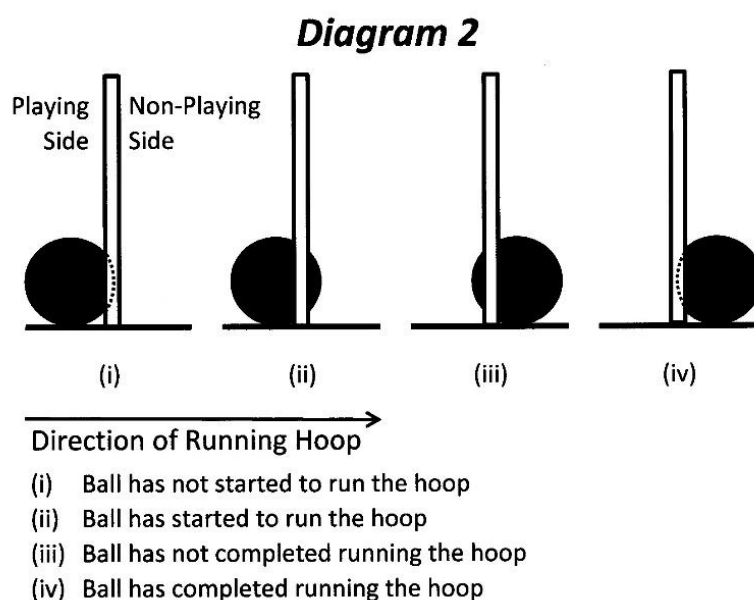 Diagram 2
Playing Non-Playing
Side Side
(i) (ii) (iii) (iv)
Direction of Running Hoop
(i) Ball has not started to run the hoop
(ii) Ball has started to run the hoop
(iii) Ball has not completed running the hoop
(iv) Ball has completed running the hoop